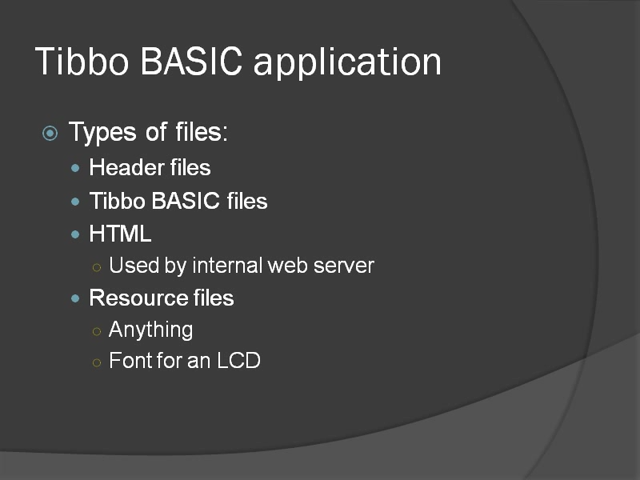 Tibbo BASIC application
Types of files:
Header files
Tibbo BASIC files
HTML
Used by internal web server
Resource files
Anything
Font for an LCD